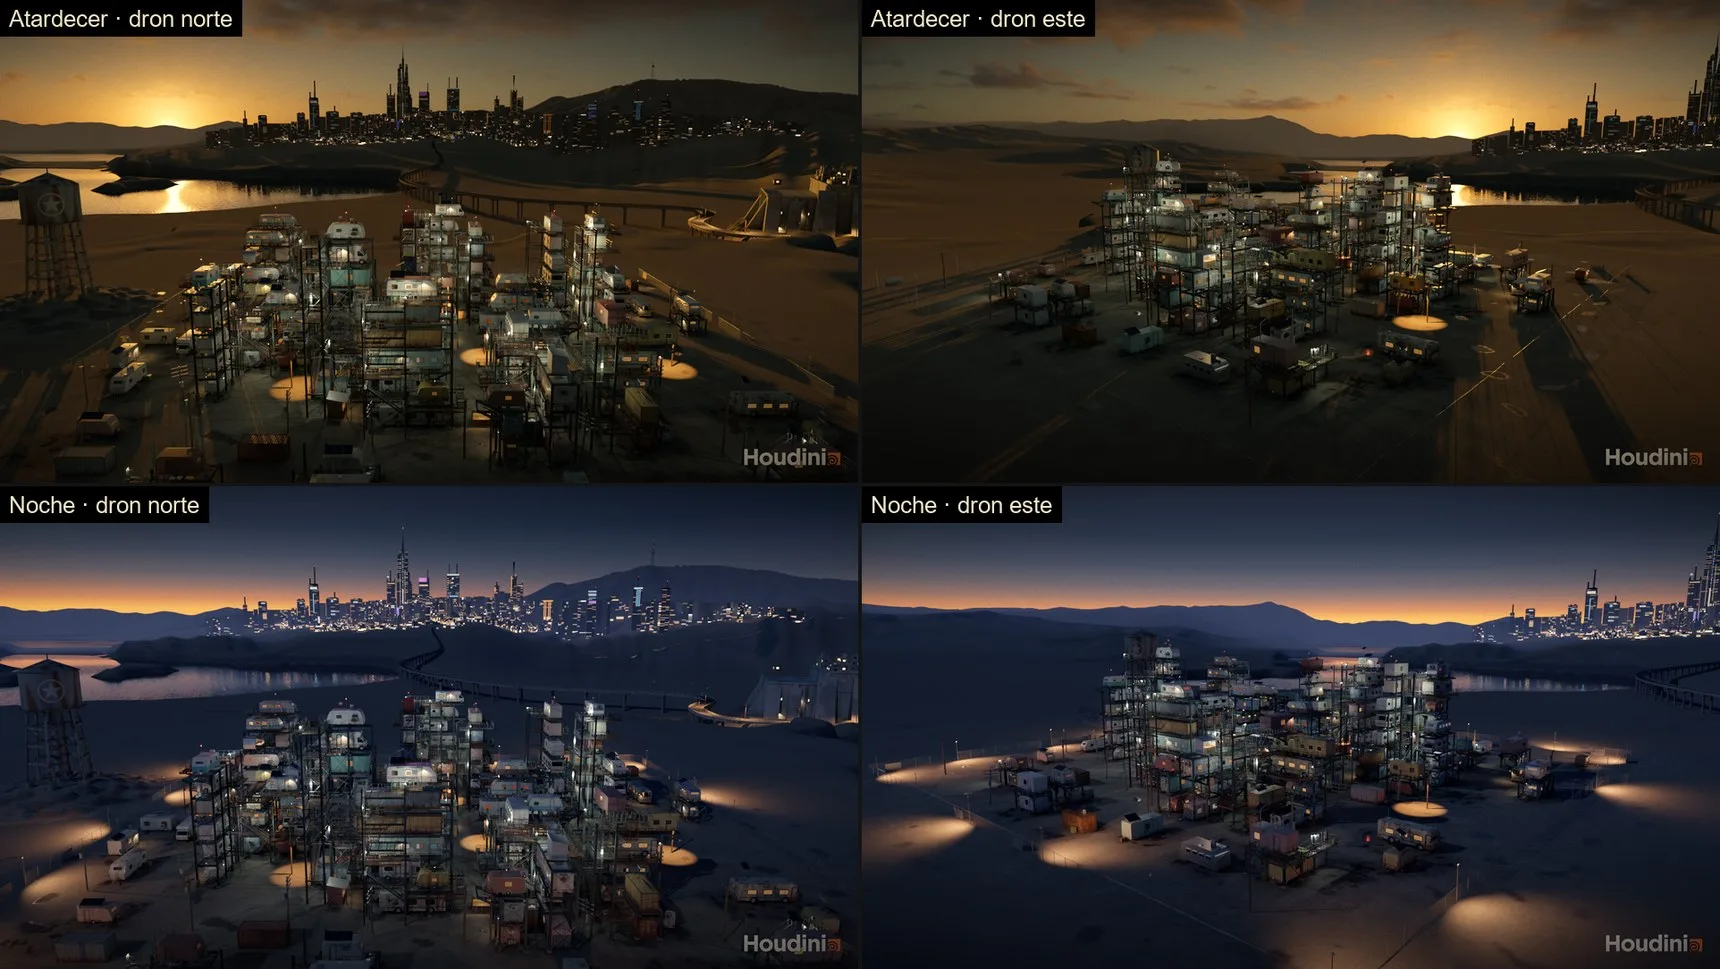 Atardecer · dron norte
Atardecer · dron este
Houdini
Houdini
Noche · dron norte
Noche · dron este
Houdini
Houdini